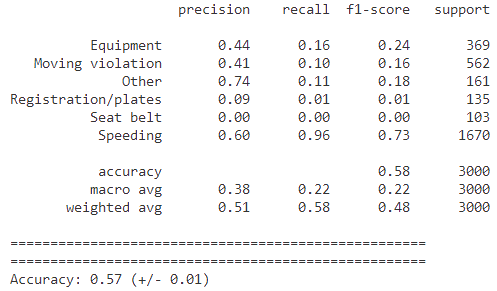 precision recall f1-score support
Equipment 0.44 0.16 0.24 369
Moving violation 0.41 0.10 0.16 562
Other 0.74 0.11 0.18 161
Registration/plates 0.09 0.01 0.01 135
Seat belt 0.00 0.00 0.00 103
Speeding 0.60 0.96 0.73 1670
accuracy 0.58 3000
macro avg 0.38 0.22 0.22 3000
weighted avg 0.51 0.58 0.48 3000
====================================================
====================================================
Accuracy: 0.57 (+/- 0.01)